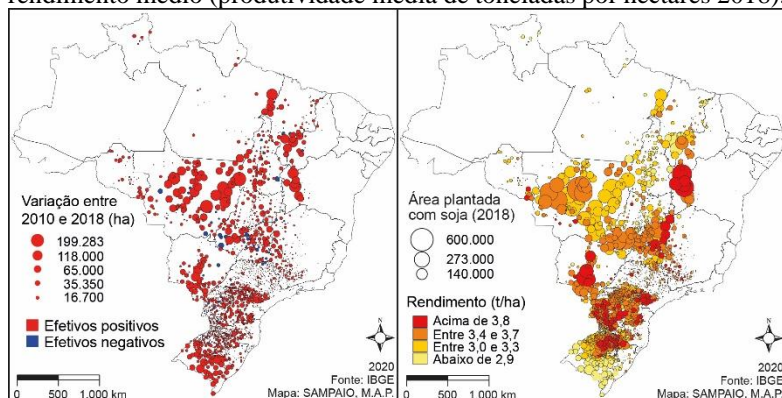 rendimento médio (produtividade média de toneladas por hectares 2018).
Variação entre
2010 e 2018 (ha)
199.283
118.000
65.000
35.350
16.700
Efetivos positivos
Efetivos negativos
0 500 1.000 km
N
2020
Fonte: IBGE
Mapa: SAMPAIO, M.A.P.
Área plantada
com soja (2018)
600.000
273.000
140.000
Rendimento (t/ha)
Acima de 3,8
Entre 3,4 e 3,7
Entre 3,0 e 3,3
Abaixo de 2,9
0 500 1.000 km
N
2020
Fonte: IBGE
Mapa: SAMPAIO, M.A.P.